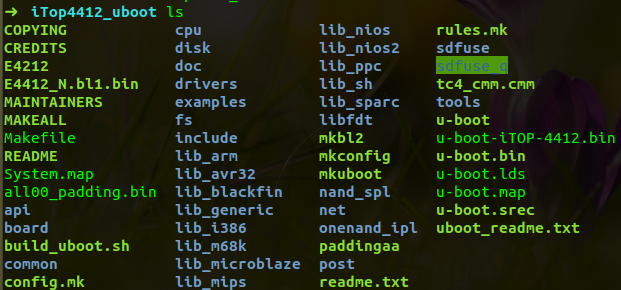 → iTop4412_uboot ls
COPYING cpu lib_nios rules.mk
CREDITS disk lib_nios2 sdfuse
E4212 doc lib_ppc sdfuse_q
E4412_N.bl1.bin drivers lib_sh tc4_cmm.cmm
MAINTAINERS examples lib_sparc tools
MAKEALL fs libfdt u-boot
Makefile include mkbl2 u-boot-iTOP-4412.bin
README lib_arm mkconfig u-boot.bin
System.map lib_avr32 mkuboot u-boot.lds
all00_padding.bin lib_blackfin nand_spl u-boot.map
api lib_generic net u-boot.srec
board lib_i386 onenand_ipl uboot_readme.txt
build_uboot.sh lib_m68k paddingaa
common lib_microblaze post
config.mk lib_mips readme.txt